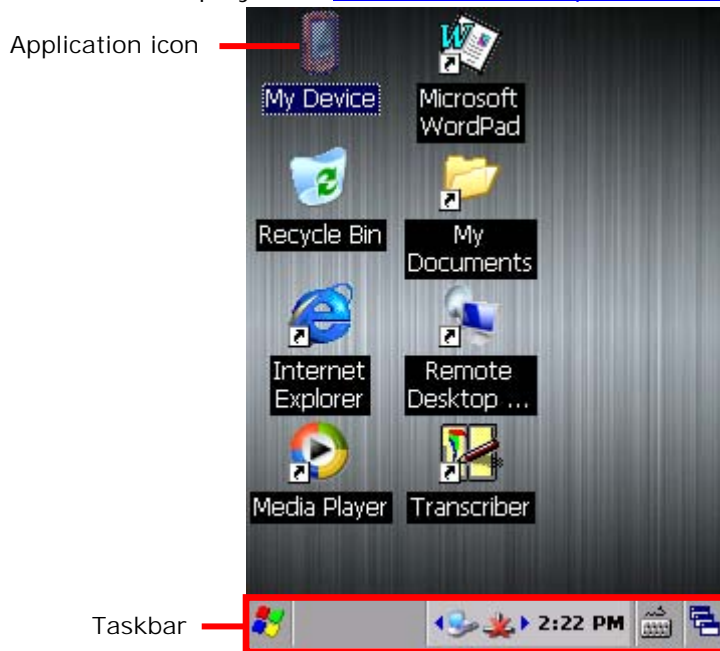 Application icon
My Device
Microsoft
WordPad
Recycle Bin
My
Documents
Internet
Explorer
Remote
Desktop ...
Media Player
Transcriber
Taskbar
2:22 PM